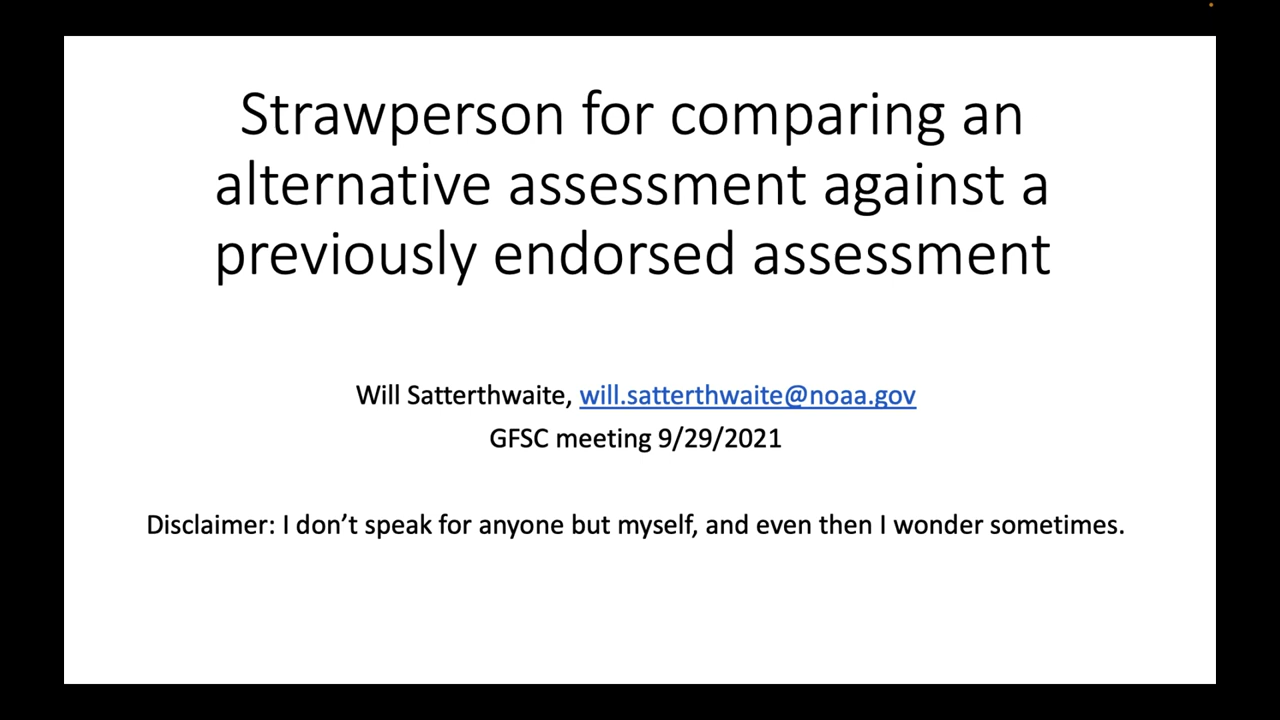 Strawperson for comparing an
alternative assessment against a
previously endorsed assessment
Will Satterthwaite, will.satterthwaite@noaa.gov
GFSC meeting 9/29/2021
Disclaimer: I don’t speak for anyone but myself, and even then I wonder sometimes.